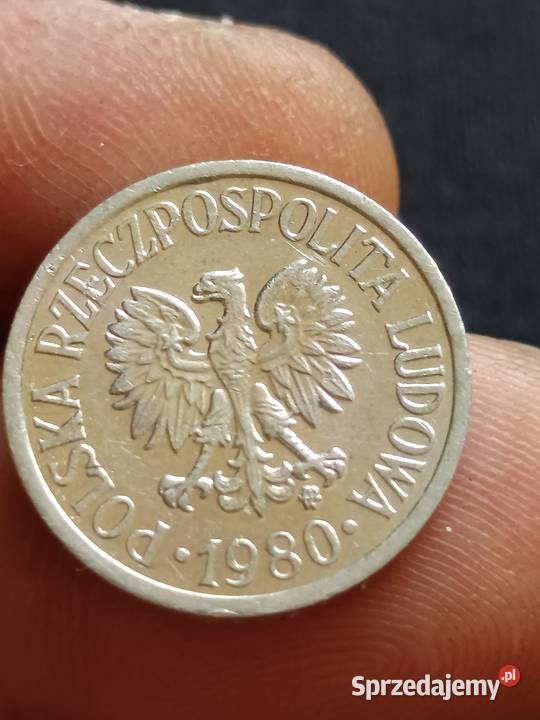 POLSKA RZECZPOSPOLITA LUDOWA
· 1980 ·
Sprzedajemy.pl